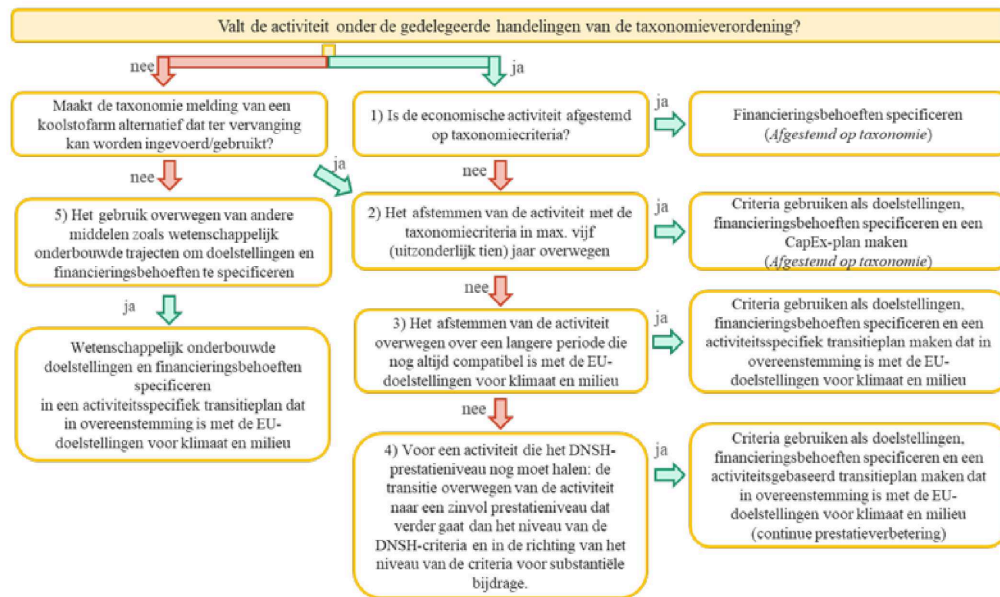 Valt de activiteit onder de gedelegeerde handelingen van de taxonomieverordening?
nee
ja
Maakt de taxonomie melding van een
koolstofarm alternatief dat ter vervanging
kan worden ingevoerd/gebruikt?
1) Is de economische activiteit afgestemd
op taxonomiecriteria?
ja
Financieringsbehoeften specificeren
(Afgestemd op taxonomie)
nee
ja
nee
5) Het gebruik overwegen van andere
middelen zoals wetenschappelijk
onderbouwde trajecten om doelstellingen en
financieringsbehoeften te specificeren
2) Het afstemmen van de activiteit met de
taxonomiecriteria in max. vijf
(uitzonderlijk tien) jaar overwegen
ja
Criteria gebruiken als doelstellingen,
financieringsbehoeften specificeren en een
CapEx-plan maken
(Afgestemd op taxonomie)
ja
nee
Wetenschappelijk onderbouwde
doelstellingen en financieringsbehoeften
specificeren
in een activiteitsspecifiek transitieplan dat
in overeenstemming is met de EU-
doelstellingen voor klimaat en milieu
3) Het afstemmen van de activiteit
overwegen over een langere periode die
nog altijd compatibel is met de EU-
doelstellingen voor klimaat en milieu
ja
Criteria gebruiken als doelstellingen,
financieringsbehoeften specificeren en een
activiteitsspecifiek transitieplan maken dat in
overeenstemming is met de EU-
doelstellingen voor klimaat en milieu
nee
4) Voor een activiteit die het DNSH-
prestatieniveau nog moet halen: de
transitie overwegen van de activiteit
naar een zinvol prestatieniveau dat
verder gaat dan het niveau van de
DNSH-criteria en in de richting van het
niveau van de criteria voor substantiële
bijdrage.
ja
Criteria gebruiken als doelstellingen,
financieringsbehoeften specificeren en een
activiteitsgebaseerd transitieplan maken dat
in overeenstemming is met de EU-
doelstellingen voor klimaat en milieu
(continue prestatieverbetering)